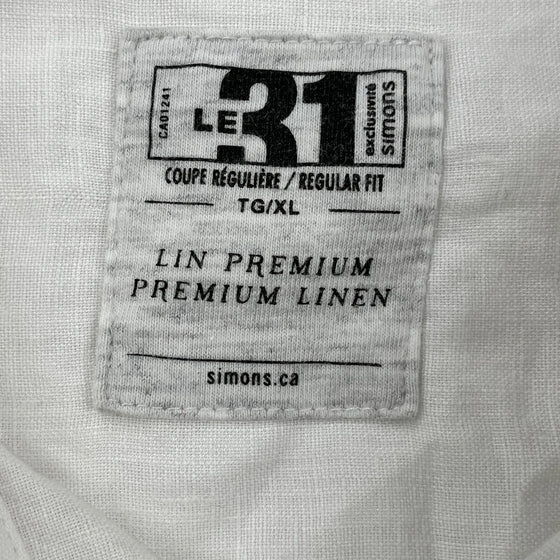 CA01241
LE 31
exclusivité
simons
COUPE RÉGULIÈRE / REGULAR FIT
TG/XL
LIN PREMIUM
PREMIUM LINEN
simons.ca